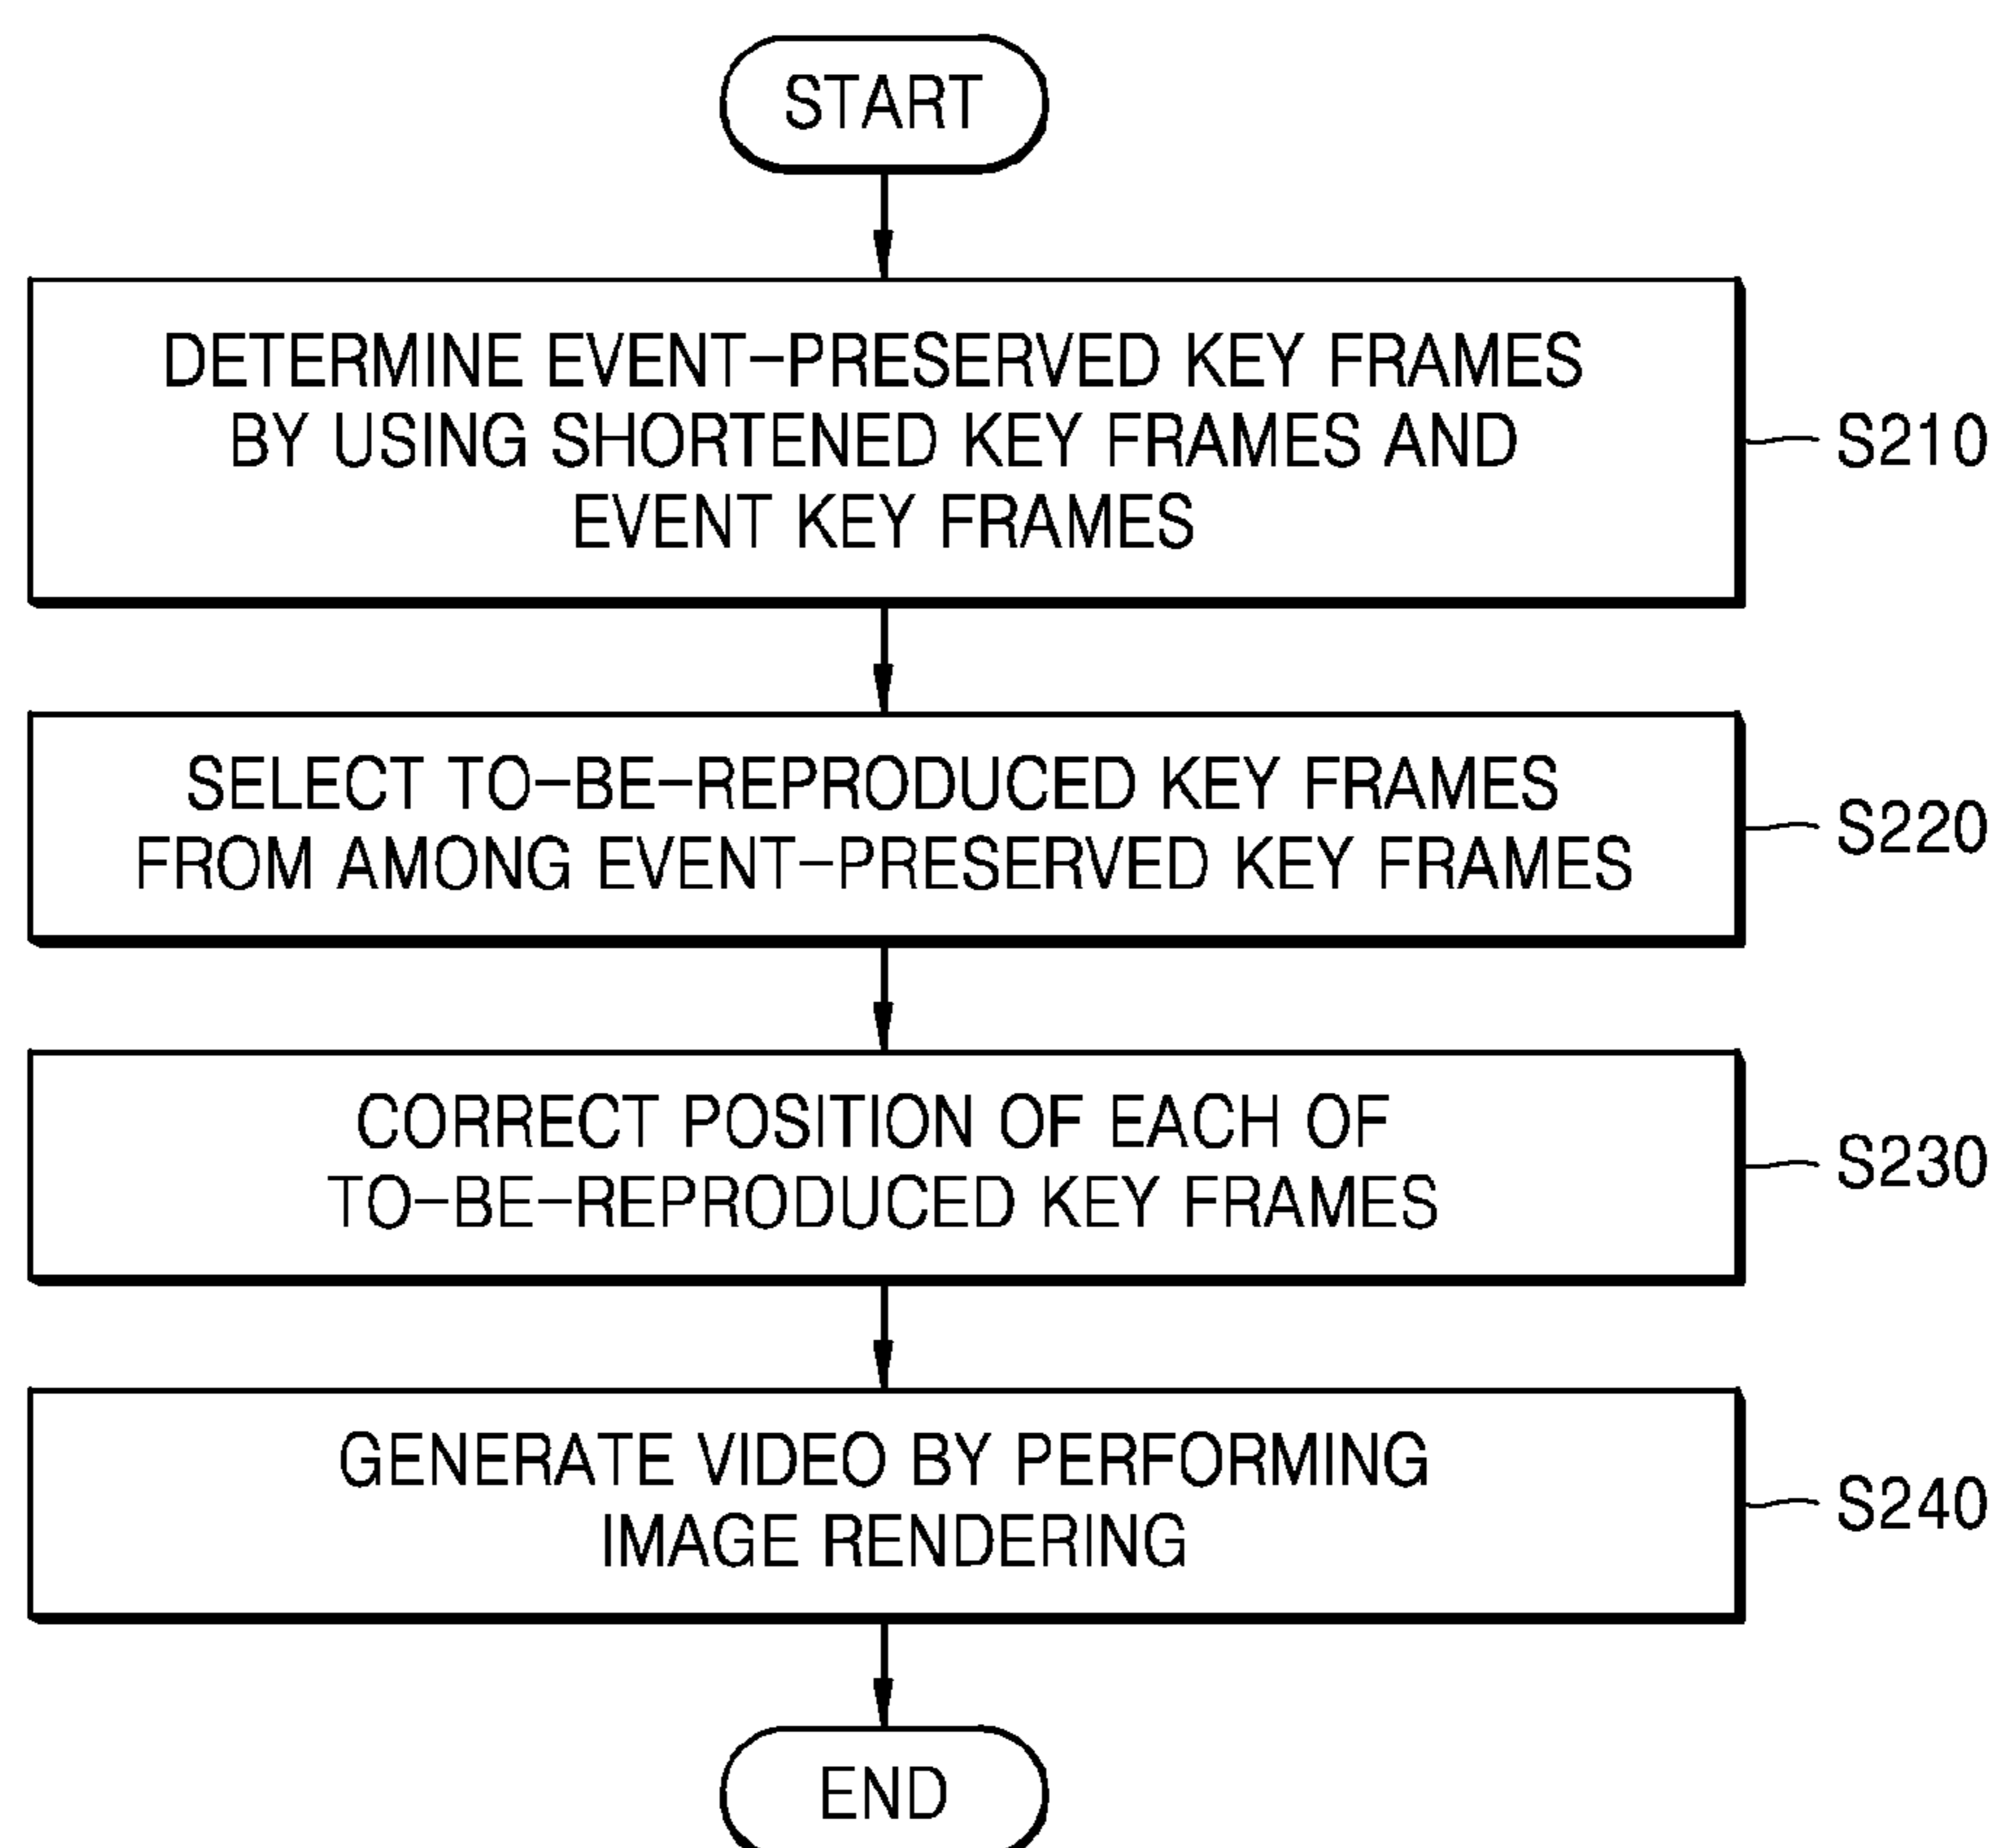 START
DETERMINE EVENT-PRESERVED KEY FRAMES
BY USING SHORTENED KEY FRAMES AND
EVENT KEY FRAMES
S210
SELECT TO-BE-REPRODUCED KEY FRAMES
FROM AMONG EVENT-PRESERVED KEY FRAMES
S220
CORRECT POSITION OF EACH OF
TO-BE-REPRODUCED KEY FRAMES
S230
GENERATE VIDEO BY PERFORMING
IMAGE RENDERING
S240
END